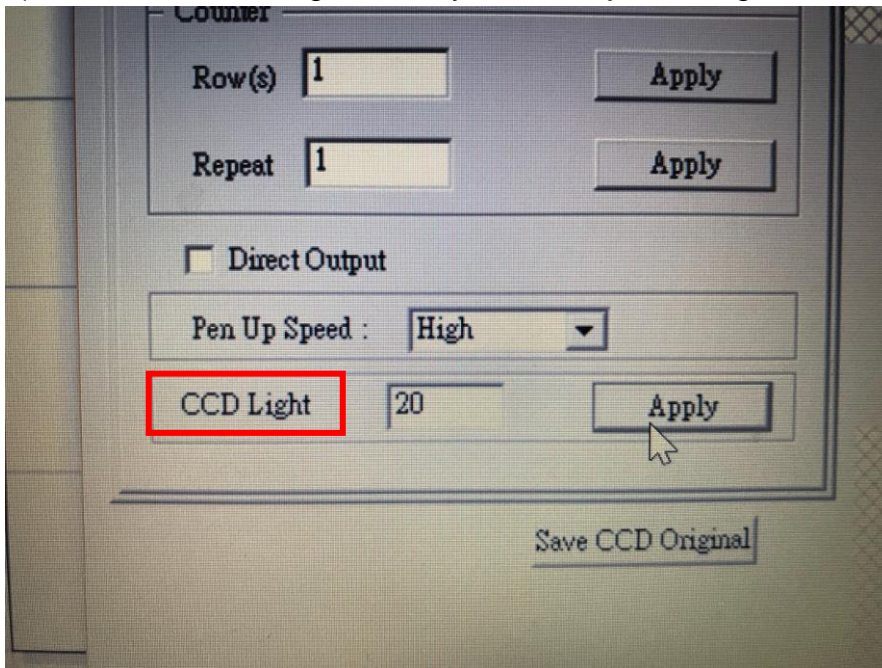 Counter
Row(s) 1 Apply
Repeat 1 Apply
Direct Output
Pen Up Speed : High
CCD Light 20 Apply
Save CCD Original